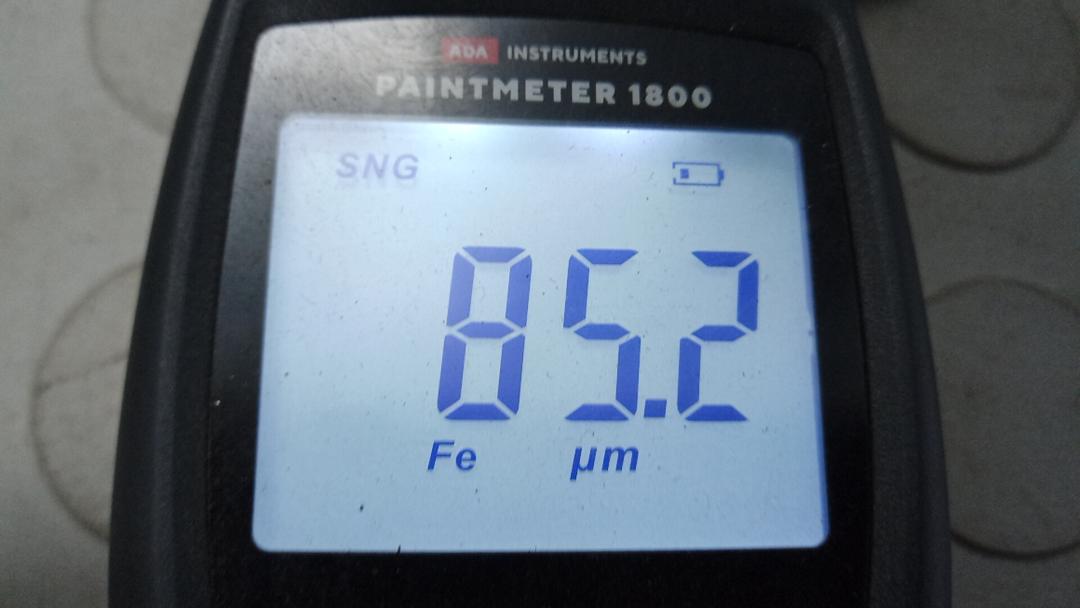 ADA INSTRUMENTS
PAINTMETER 1800
SNG
85.2
Fe µm